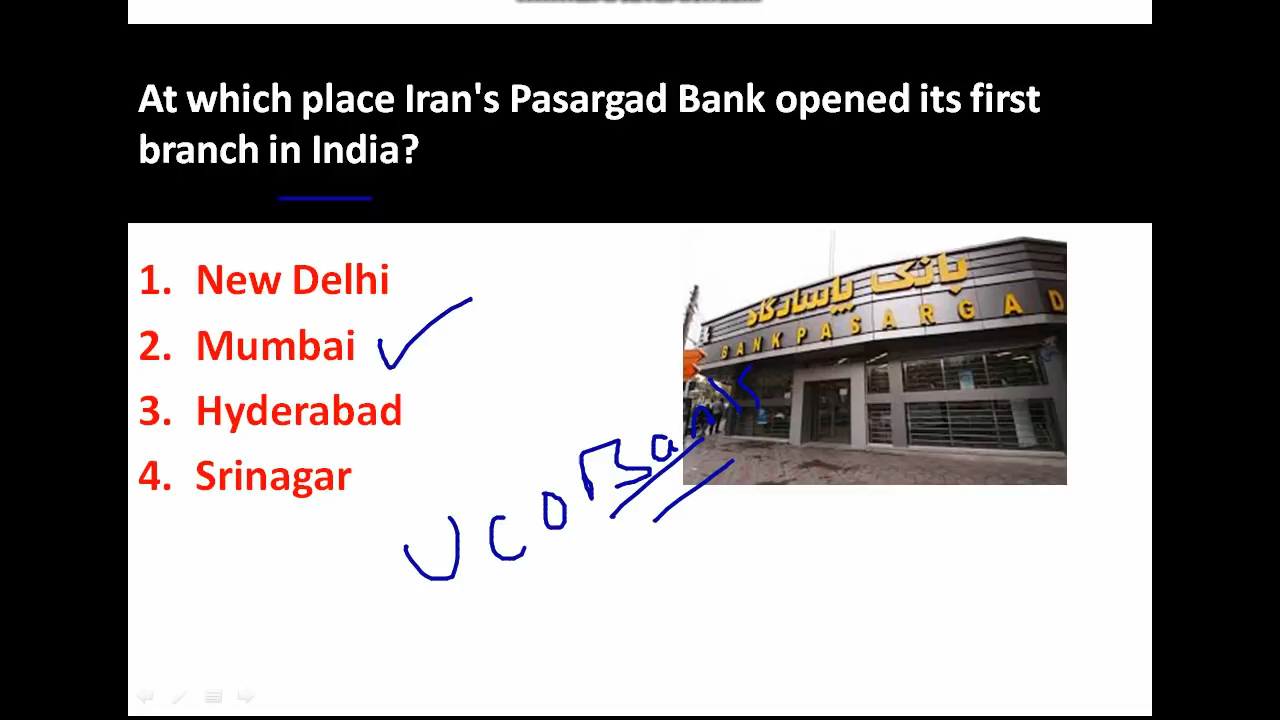 At which place Iran's Pasargad Bank opened its first
branch in India?
1. New Delhi
2. Mumbai
3. Hyderabad
4. Srinagar
بانک پاسارگاد
BANK PASARGAD
UCO Bank